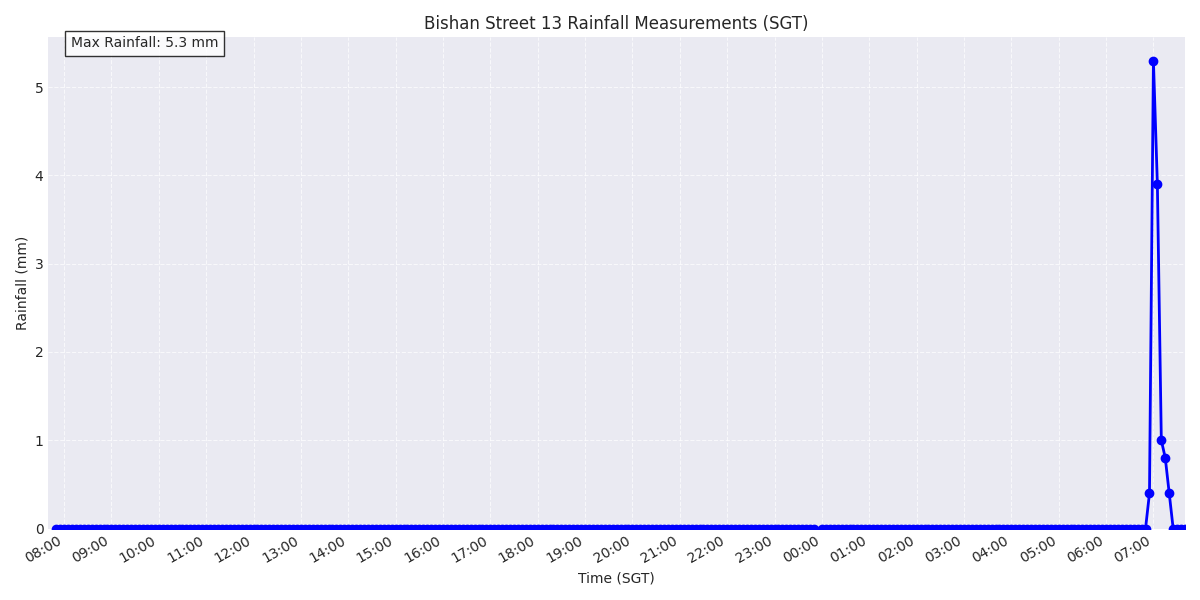 Bishan Street 13 Rainfall Measurements (SGT)
Max Rainfall: 5.3 mm
5
4
3
2
1
0
Rainfall (mm)
08:00 09:00 10:00 11:00 12:00 13:00 14:00 15:00 16:00 17:00 18:00 19:00 20:00 21:00 22:00 23:00 00:00 01:00 02:00 03:00 04:00 05:00 06:00 07:00
Time (SGT)